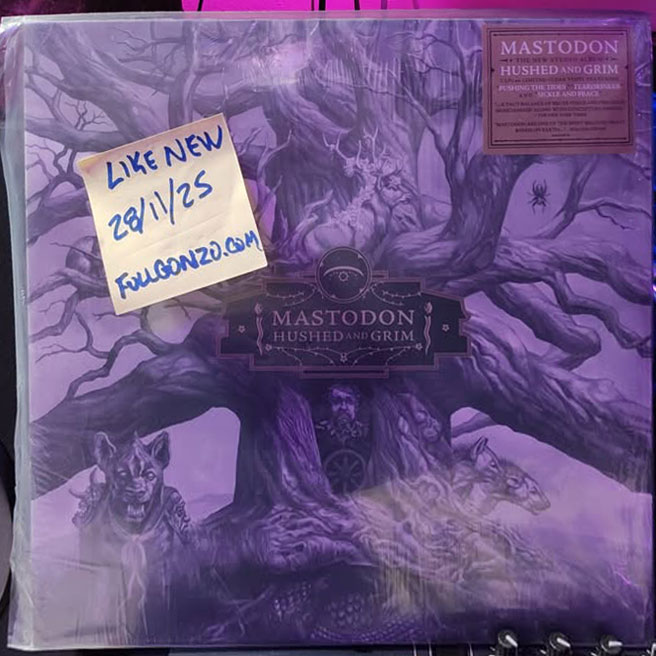 MASTODON
THE NEW STUDIO ALBUM
HUSHED AND GRIM
PUSHING THE TIDES TEARDRINKER
SICKLE AND PEACE
LIKE NEW
28/11/25
FULLGONZO.COM
MASTODON
HUSHED AND GRIM